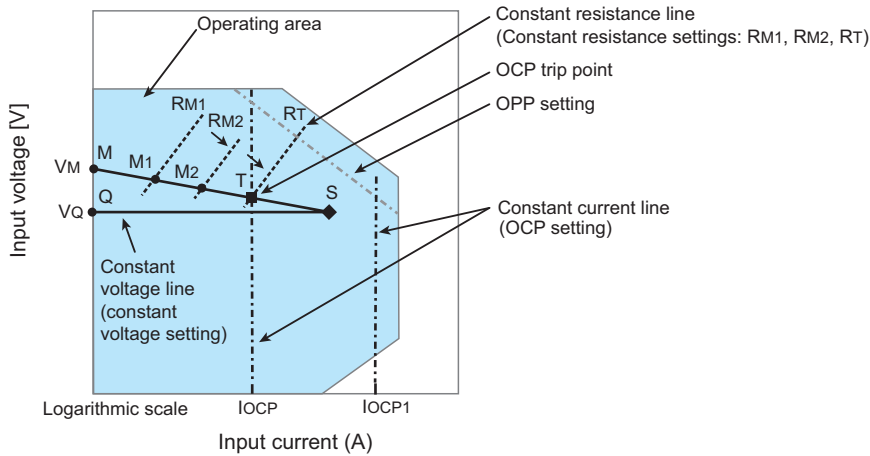 Operating area
Constant resistance line
(Constant resistance settings: RM1, RM2, RT)
OCP trip point
OPP setting
RM1
RM2
RT
Input voltage [V]
VM
M
M1
M2
T
S
VQ
Q
Constant current line
(OCP setting)
Constant
voltage line
(constant
voltage setting)
Logarithmic scale
IOCP
IOCP1
Input current (A)